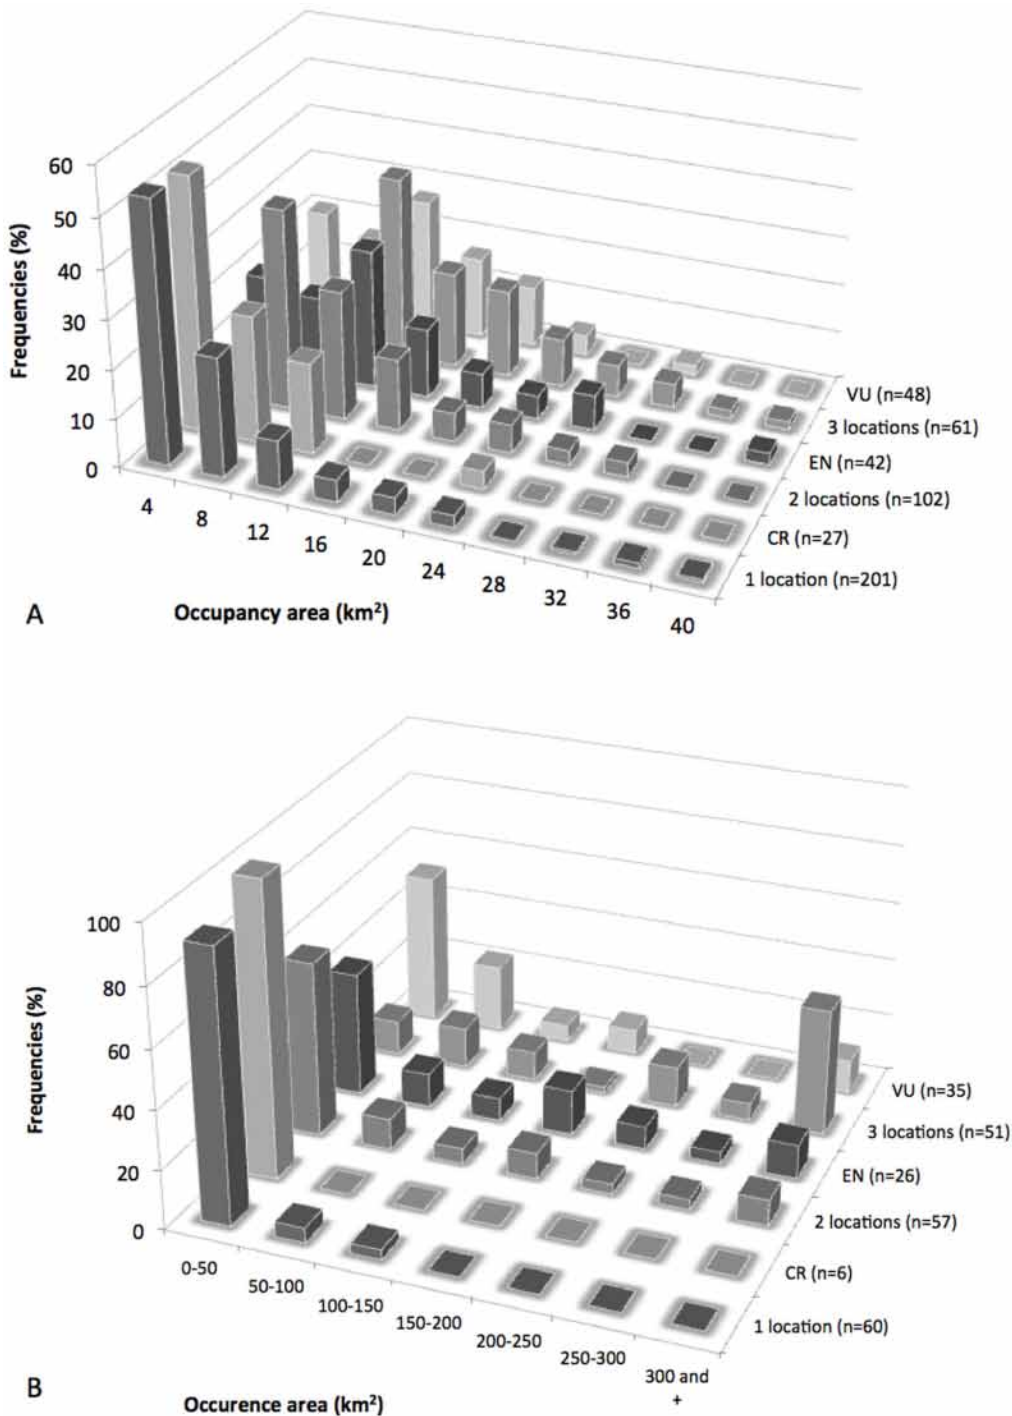 Frequencies (%)
60
50
40
30
20
10
0
4
8
12
16
20
24
28
32
36
40
VU (n=48)
3 locations (n=61)
EN (n=42)
2 locations (n=102)
CR (n=27)
1 location (n=201)
A
Occupancy area (km²)
Frequencies (%)
100
80
60
40
20
0
0-50
50-100
100-150
150-200
200-250
250-300
300 and
+
VU (n=35)
3 locations (n=51)
EN (n=26)
2 locations (n=57)
CR (n=6)
1 location (n=60)
B
Occurence area (km²)